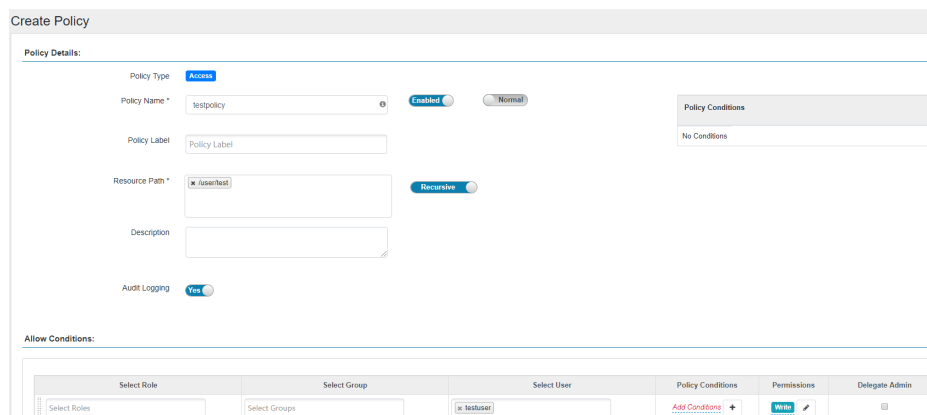 Create Policy
Policy Details:
Policy Type Access
Policy Name * testpolicy Enabled Normal
Policy Conditions
No Conditions
Policy Label Policy Label
Resource Path * /user/test Recursive
Description
Audit Logging Yes
Allow Conditions:
Select Role Select Group Select User Policy Conditions Permissions Delegate Admin
Select Roles Select Groups testuser Add Conditions + Write